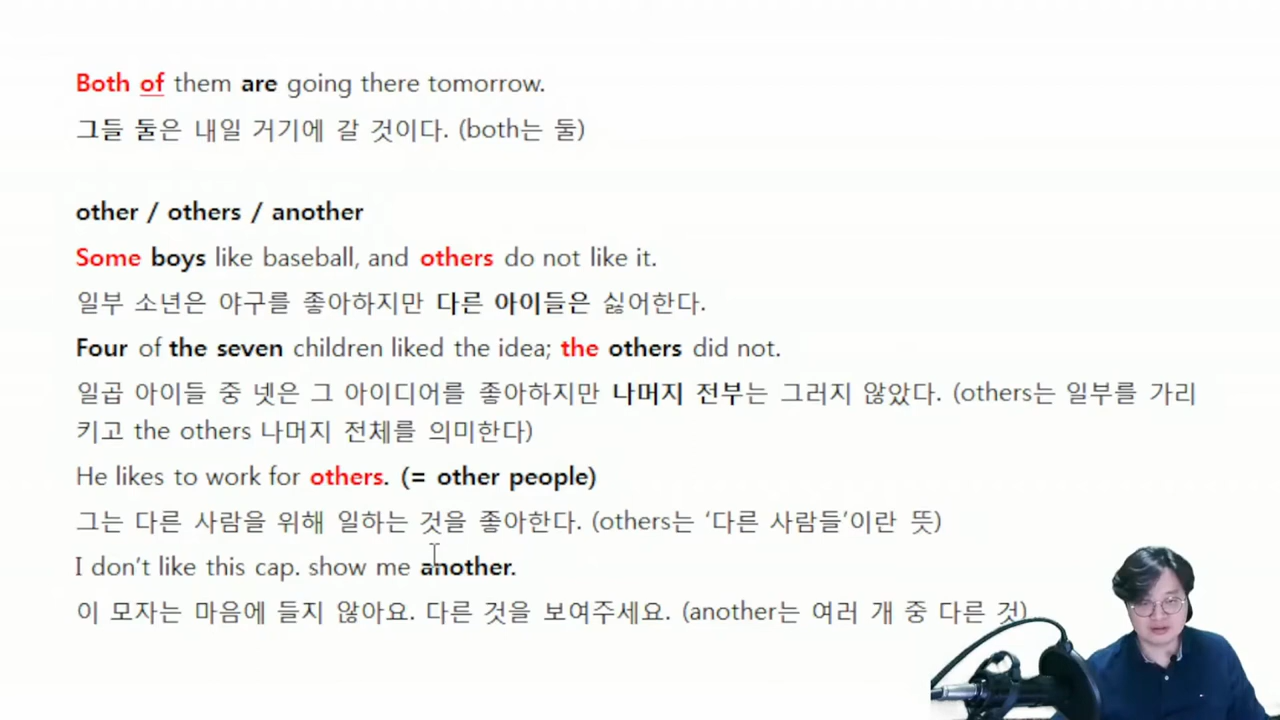 Both of them are going there tomorrow.
그들 둘은 내일 거기에 갈 것이다. (both는 둘)
other / others / another
Some boys like baseball, and others do not like it.
일부 소년은 야구를 좋아하지만 다른 아이들은 싫어한다.
Four of the seven children liked the idea; the others did not.
일곱 아이들 중 넷은 그 아이디어를 좋아하지만 나머지 전부는 그러지 않았다. (others는 일부를 가리
키고 the others 나머지 전체를 의미한다)
He likes to work for others. (= other people)
그는 다른 사람을 위해 일하는 것을 좋아한다. (others는 ‘다른 사람들’이란 뜻)
I don’t like this cap. show me another.
이 모자는 마음에 들지 않아요. 다른 것을 보여주세요. (another는 여러 개 중 다른 것)